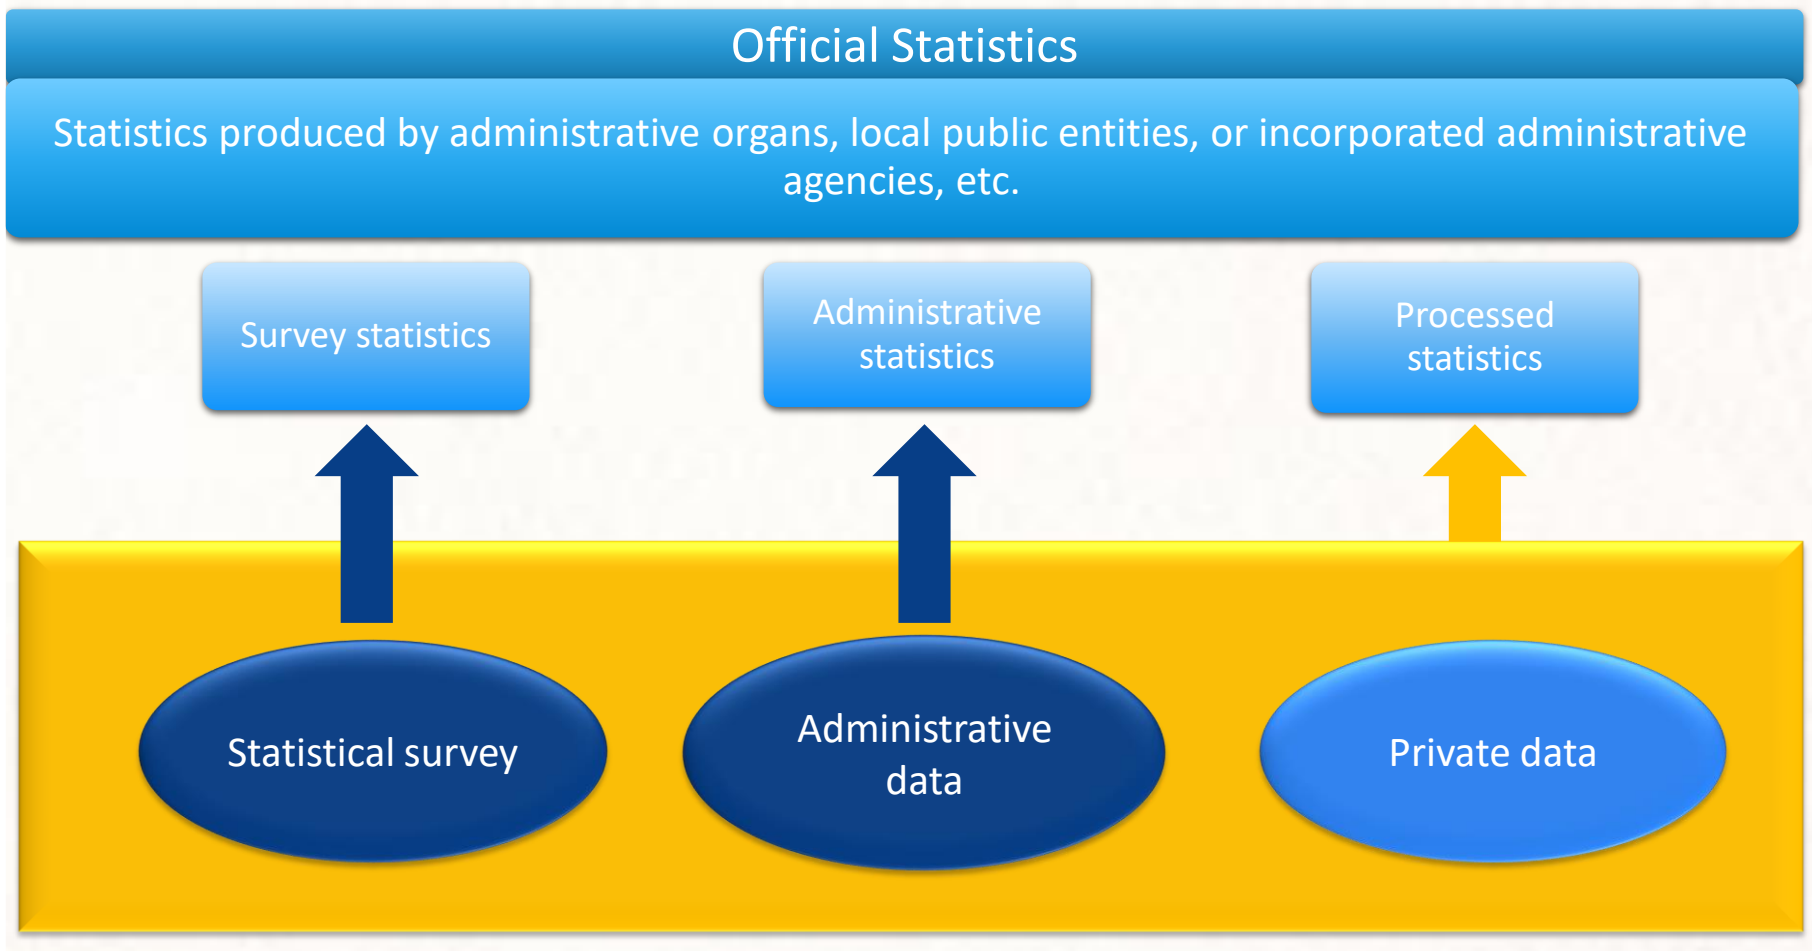 Official Statistics
Statistics produced by administrative organs, local public entities, or incorporated administrative
agencies, etc.
Survey statistics
Administrative
statistics
Processed
statistics
Statistical survey
Administrative
data
Private data